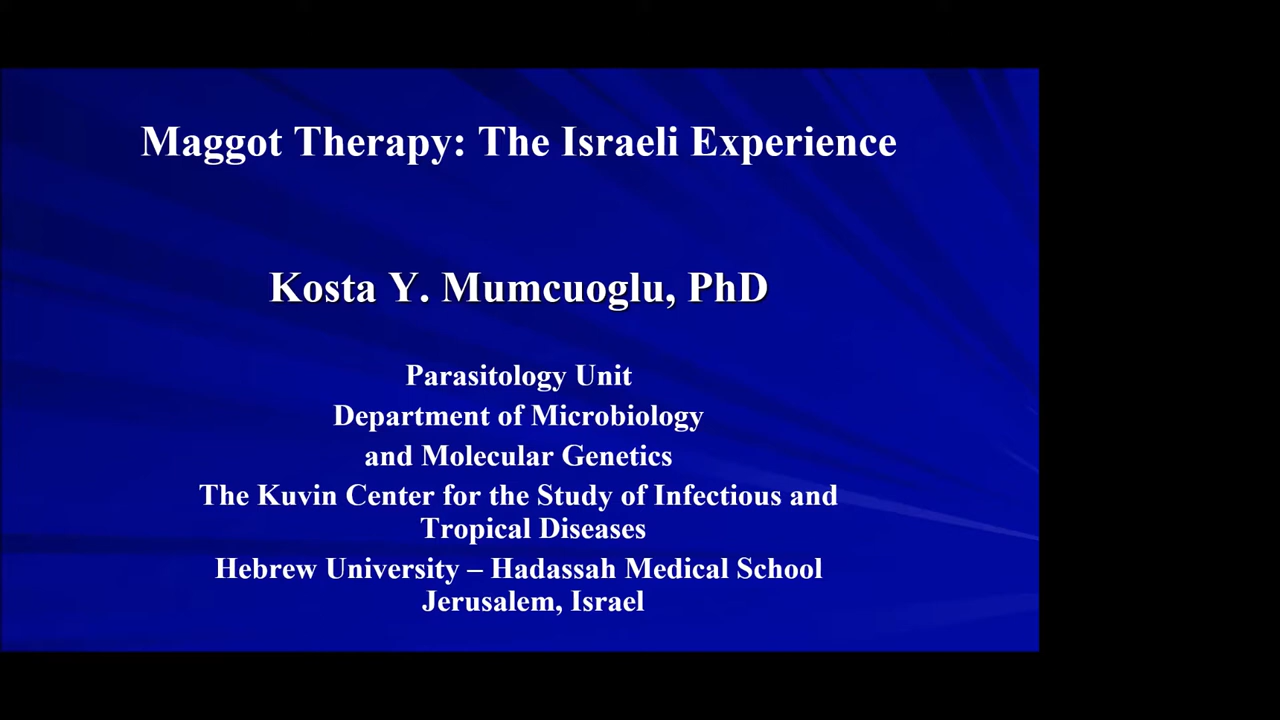 Maggot Therapy: The Israeli Experience
Kosta Y. Mumcuoglu, PhD
Parasitology Unit
Department of Microbiology
and Molecular Genetics
The Kuvin Center for the Study of Infectious and
Tropical Diseases
Hebrew University – Hadassah Medical School
Jerusalem, Israel